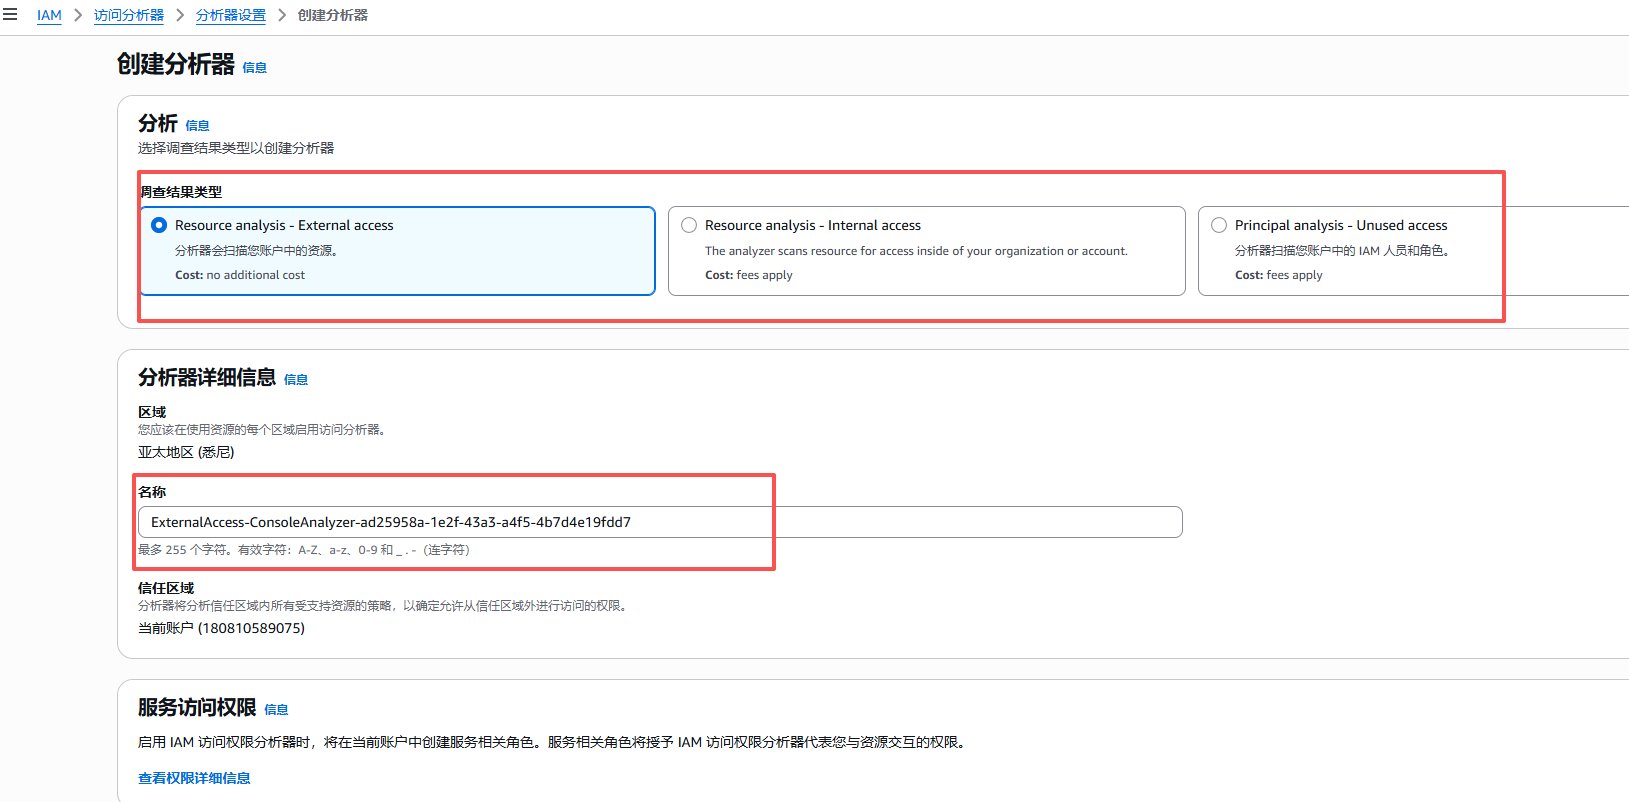 IAM > 访问分析器 > 分析器设置 > 创建分析器
创建分析器 信息
分析 信息
选择调查结果类型以创建分析器
调查结果类型
Resource analysis - External access
分析器会扫描您账户中的资源。
Cost: no additional cost
Resource analysis - Internal access
The analyzer scans resource for access inside of your organization or account.
Cost: fees apply
Principal analysis - Unused access
分析器扫描您账户中的 IAM 人员和角色。
Cost: fees apply
分析器详细信息 信息
区域
您应该在使用资源的每个区域启用访问分析器。
亚太地区 (悉尼)
名称
ExternalAccess-ConsoleAnalyzer-ad25958a-1e2f-43a3-a4f5-4b7d4e19fdd7
最多 255 个字符。有效字符：A-Z、a-z、0-9 和 _ . -（连字符）
信任区域
分析器将分析信任区域内所有受支持资源的策略，以确定允许从信任区域外进行访问的权限。
当前账户 (180810589075)
服务访问权限 信息
启用 IAM 访问权限分析器时，将在当前账户中创建服务相关角色。服务相关角色将授予 IAM 访问权限分析器代表您与资源交互的权限。
查看权限详细信息